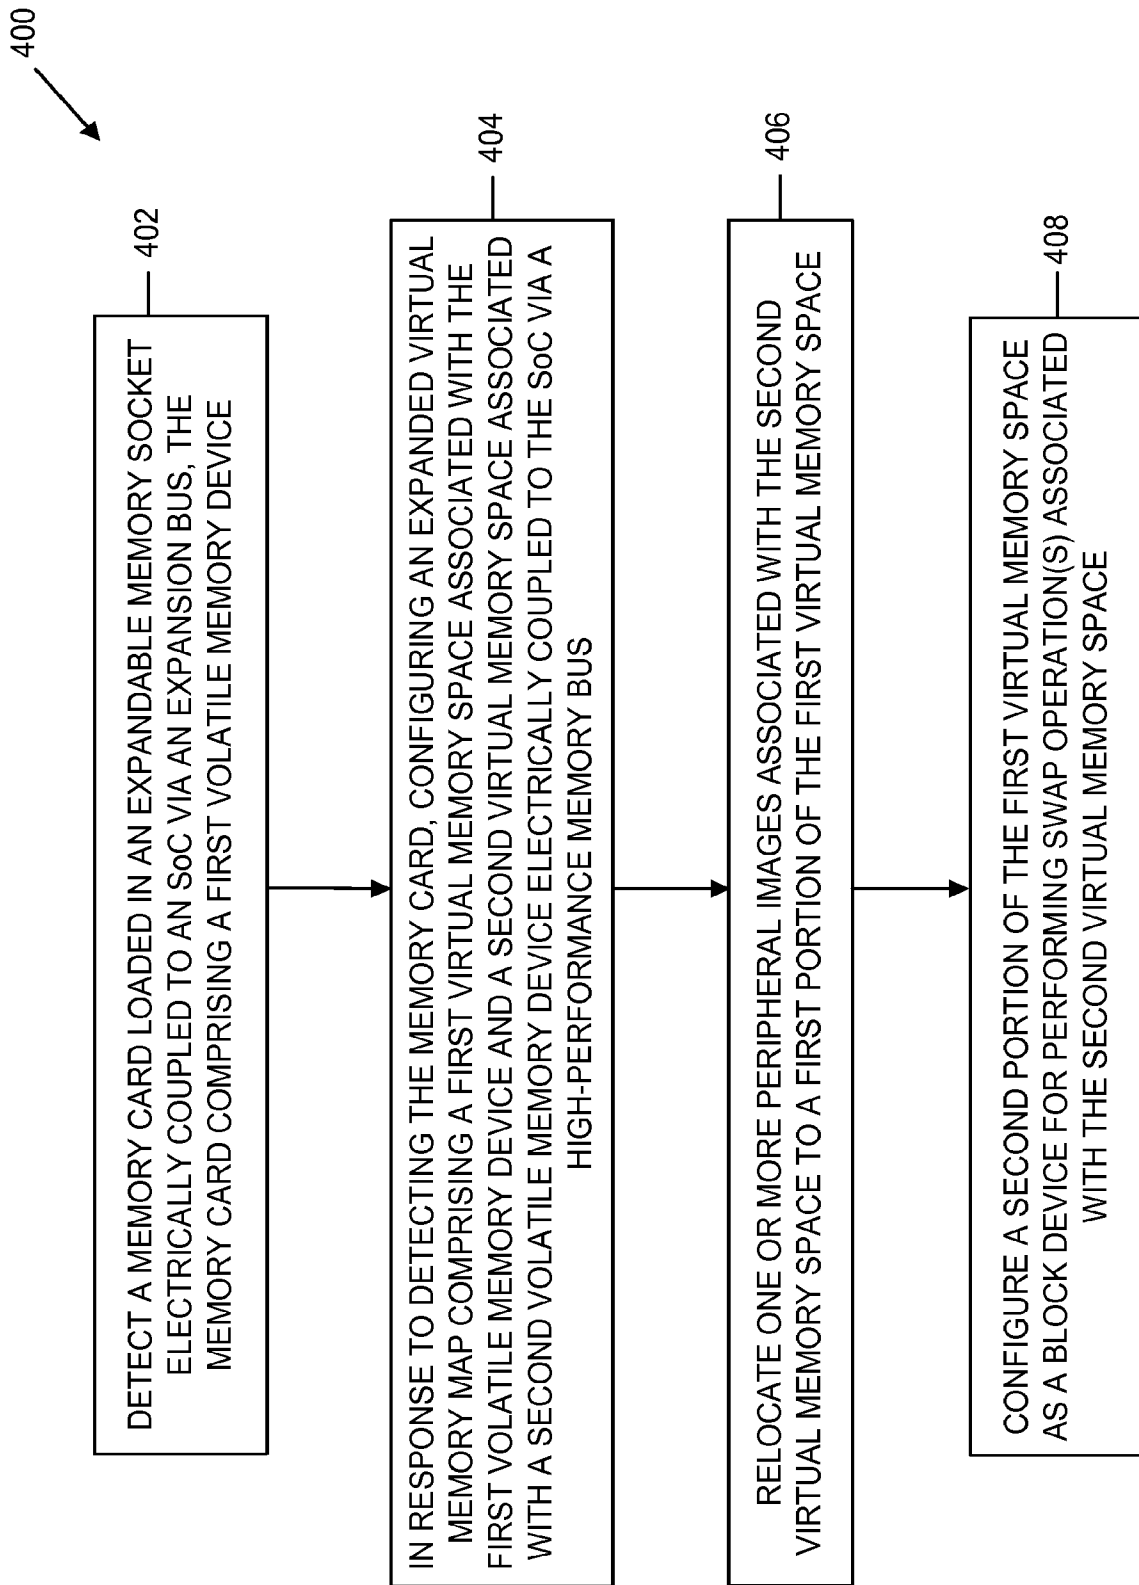 400
402
DETECT A MEMORY CARD LOADED IN AN EXPANDABLE MEMORY SOCKET
ELECTRICALLY COUPLED TO AN SoC VIA AN EXPANSION BUS, THE
MEMORY CARD COMPRISING A FIRST VOLATILE MEMORY DEVICE
404
IN RESPONSE TO DETECTING THE MEMORY CARD, CONFIGURING AN EXPANDED VIRTUAL
MEMORY MAP COMPRISING A FIRST VIRTUAL MEMORY SPACE ASSOCIATED WITH THE
FIRST VOLATILE MEMORY DEVICE AND A SECOND VIRTUAL MEMORY SPACE ASSOCIATED
WITH A SECOND VOLATILE MEMORY DEVICE ELECTRICALLY COUPLED TO THE SoC VIA A
HIGH-PERFORMANCE MEMORY BUS
406
RELOCATE ONE OR MORE PERIPHERAL IMAGES ASSOCIATED WITH THE SECOND
VIRTUAL MEMORY SPACE TO A FIRST PORTION OF THE FIRST VIRTUAL MEMORY SPACE
408
CONFIGURE A SECOND PORTION OF THE FIRST VIRTUAL MEMORY SPACE
AS A BLOCK DEVICE FOR PERFORMING SWAP OPERATION(S) ASSOCIATED
WITH THE SECOND VIRTUAL MEMORY SPACE